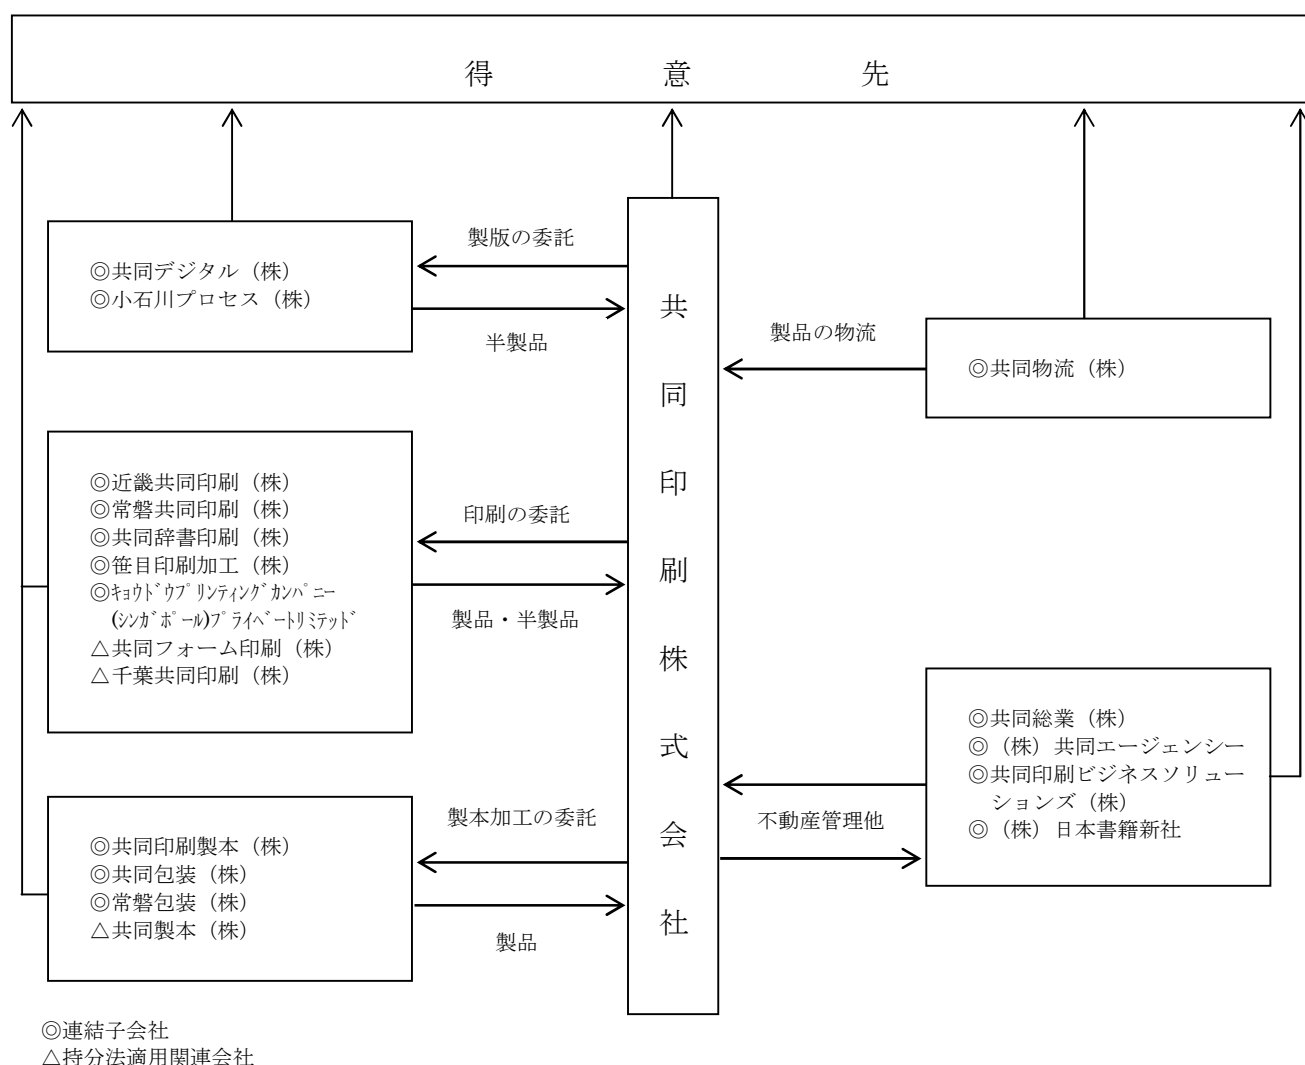 得意先
製版の委託
◎共同デジタル（株）
◎小石川プロセス（株）
半製品
共同印刷株式会社
製品の物流
◎共同物流（株）
◎近畿共同印刷（株）
◎常磐共同印刷（株）
◎共同辞書印刷（株）
◎笹目印刷加工（株）
◎ｷｮｳﾄﾞｳﾌﾟﾘﾝﾃｨﾝｸﾞｶﾝﾊﾟﾆｰ
(ｼﾝｶﾞﾎﾟｰﾙ)ﾌﾟﾗｲﾍﾞｰﾄﾘﾐﾃｯﾄﾞ
△共同フォーム印刷（株）
△千葉共同印刷（株）
印刷の委託
製品・半製品
◎共同総業（株）
◎（株）共同エージェンシー
◎共同印刷ビジネスソリュー
ションズ（株）
◎（株）日本書籍新社
不動産管理他
製本加工の委託
◎共同印刷製本（株）
◎共同包装（株）
◎常磐包装（株）
△共同製本（株）
製品
◎連結子会社
△持分法適用関連会社